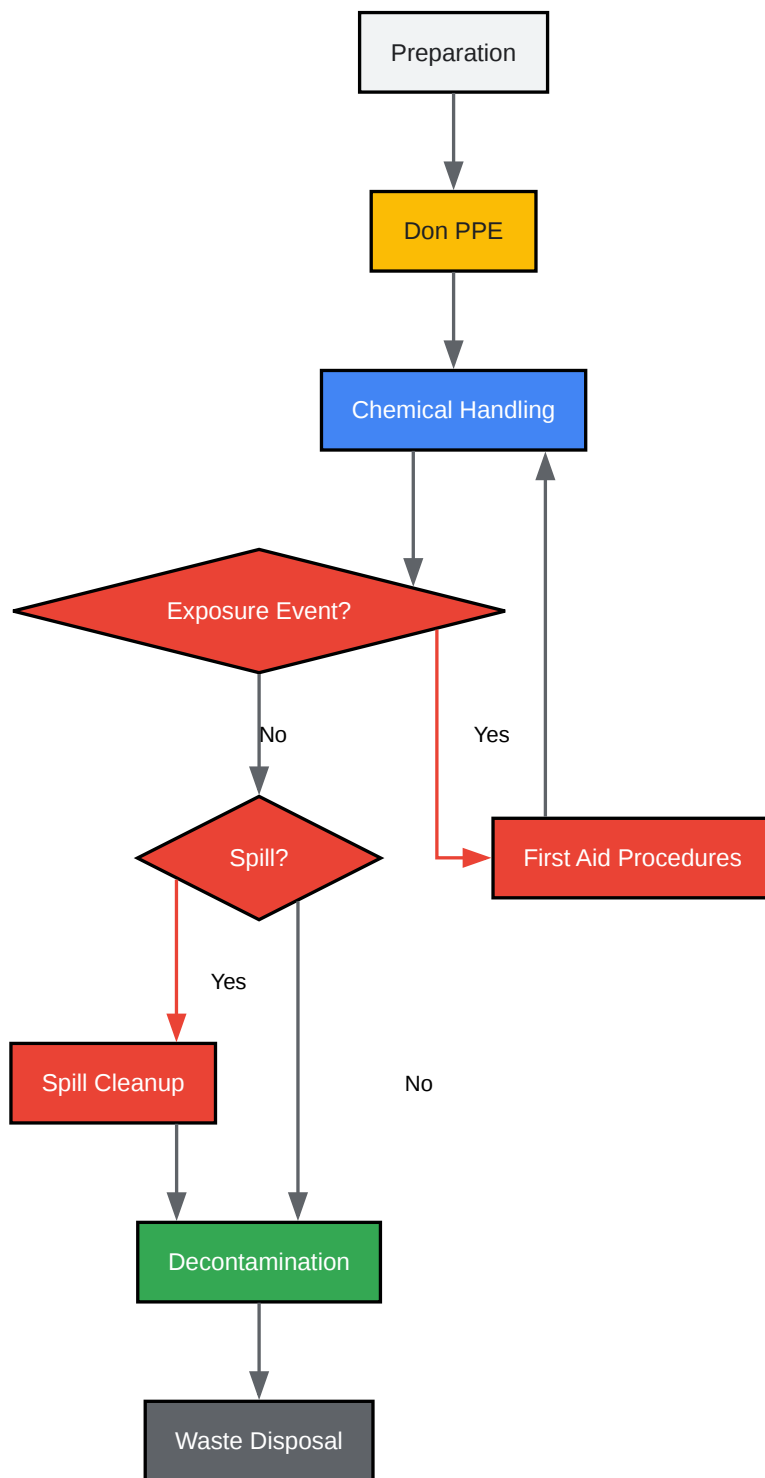 Preparation
Don PPE
Chemical Handling
Exposure Event?
No
Yes
Spill?
First Aid Procedures
Yes
Spill Cleanup
No
Decontamination
Waste Disposal